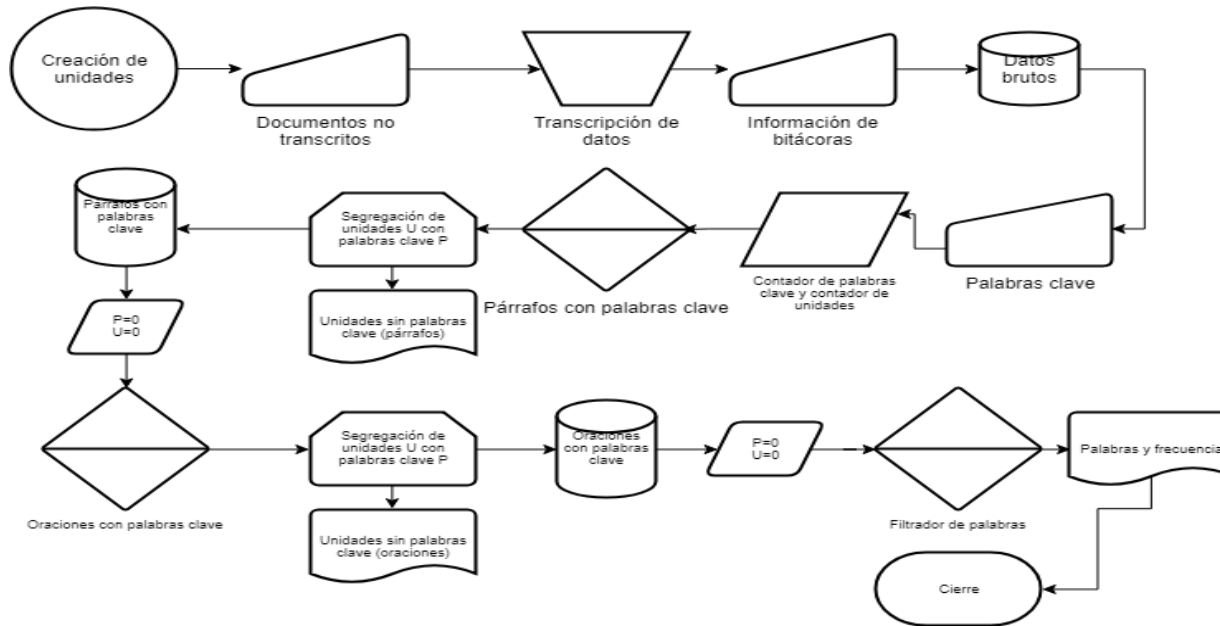 Creación de
unidades
Documentos no
transcritos
Transcripción de
datos
Información de
bitácoras
Datos
brutos
Palabras clave
Contador de palabras
clave y contador de
unidades
Párrafos con palabras clave
Segregación de
unidades U con
palabras clave P
Unidades sin palabras
clave (párrafos)
Párrafos con
palabras
clave
P=0
U=0
Oraciones con palabras clave
Segregación de
unidades U con
palabras clave P
Unidades sin palabras
clave (oraciones)
Oraciones
con palabras
clave
P=0
U=0
Filtrador de palabras
Palabras y frecuencia
Cierre